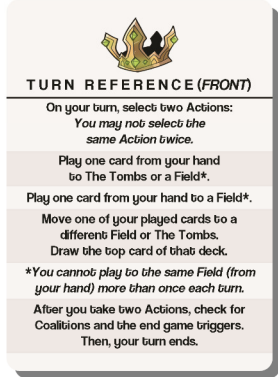 TURN REFERENCE (FRONT)
On your turn, select two Actions:
You may not select the
same Action twice.
Play one card from your hand
to The Tombs or a Field*.
Play one card from your hand to a Field*.
Move one of your played cards to a
different Field or The Tombs.
Draw the top card of that deck.
*You cannot play to the same Field (from
your hand) more than once each turn.
After you take two Actions, check for
Coalitions and the end game triggers.
Then, your turn ends.